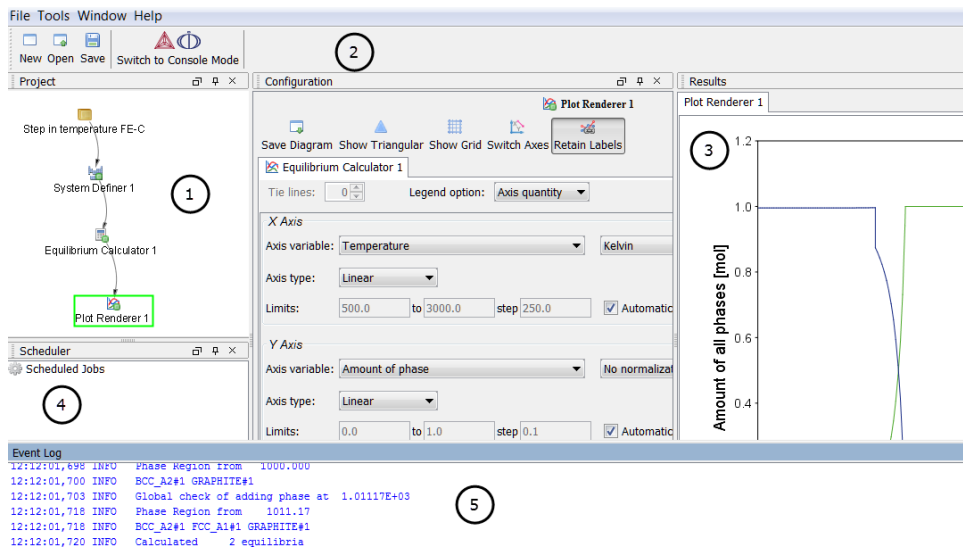 File Tools Window Help
New Open Save Switch to Console Mode
2
Project
Step in temperature FE-C
System Definer 1
1
Equilibrium Calculator 1
Plot Renderer 1
Scheduler
Scheduled Jobs
4
Configuration
Plot Renderer 1
Save Diagram Show Triangular Show Grid Switch Axes Retain Labels
Equilibrium Calculator 1
Tie lines: 0 Legend option: Axis quantity
X Axis
Axis variable: Temperature Kelvin
Axis type: Linear
Limits: 500.0 to 3000.0 step 250.0 Automatic
Y Axis
Axis variable: Amount of phase No normalizat
Axis type: Linear
Limits: 0.0 to 1.0 step 0.1 Automatic
Results
Plot Renderer 1
3
1.2
1.0
0.8
0.6
0.4
Amount of all phases [mol]
Event Log
12:12:01,698 INFO Phase Region from 1000.000
12:12:01,700 INFO BCC_A2#1 GRAPHITE#1
12:12:01,703 INFO Global check of adding phase at 1.01117E+03
12:12:01,718 INFO Phase Region from 1011.17
12:12:01,718 INFO BCC_A2#1 FCC_A1#1 GRAPHITE#1
12:12:01,720 INFO Calculated 2 equilibria
5